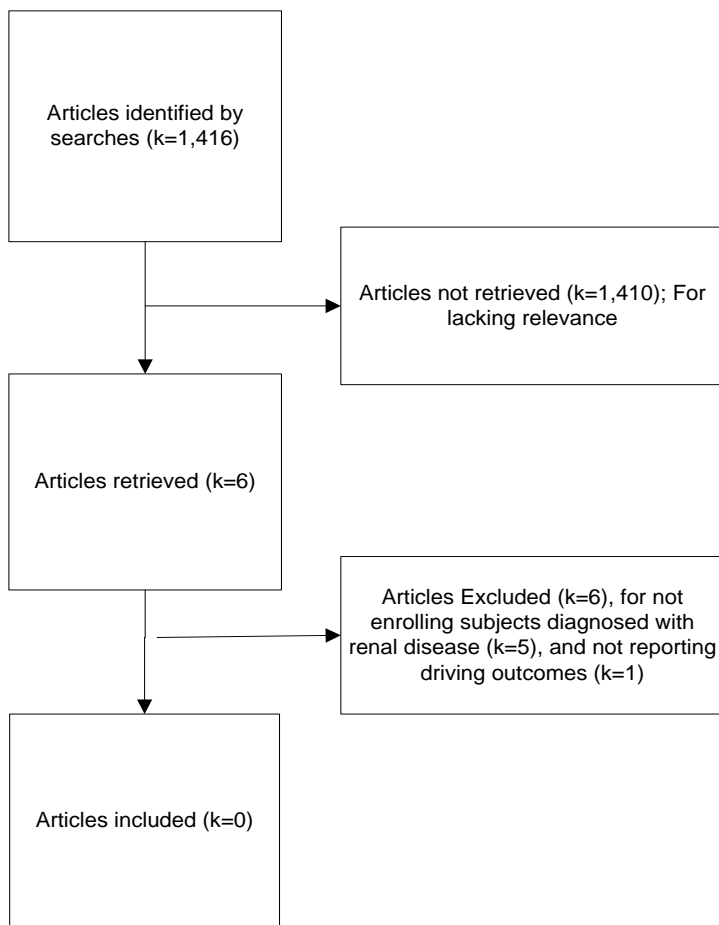 Articles identified by
searches (k=1,416)
Articles not retrieved (k=1,410); For
lacking relevance
Articles retrieved (k=6)
Articles Excluded (k=6), for not
enrolling subjects diagnosed with
renal disease (k=5), and not reporting
driving outcomes (k=1)
Articles included (k=0)